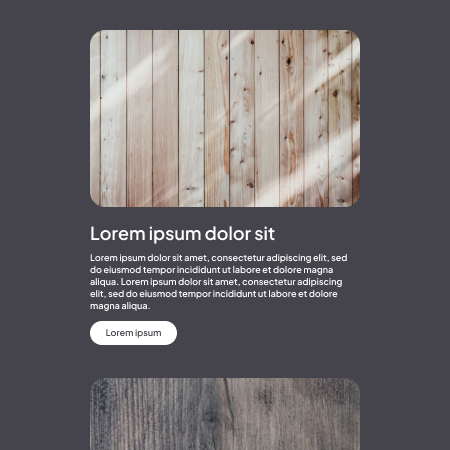 Lorem ipsum dolor sit
Lorem ipsum dolor sit amet, consectetur adipiscing elit, sed
do eiusmod tempor incididunt ut labore et dolore magna
aliqua. Lorem ipsum dolor sit amet, consectetur adipiscing
elit, sed do eiusmod tempor incididunt ut labore et dolore
magna aliqua.
Lorem ipsum